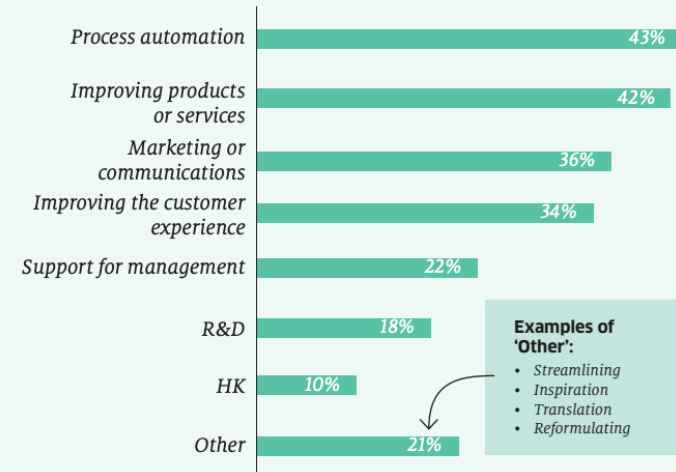 Process automation
43%
Improving products
or services
42%
Marketing or
communications
36%
Improving the customer
experience
34%
Support for management
22%
R&D
18%
HK
10%
Other
21%
Examples of
‘Other’:
• Streamlining
• Inspiration
• Translation
• Reformulating